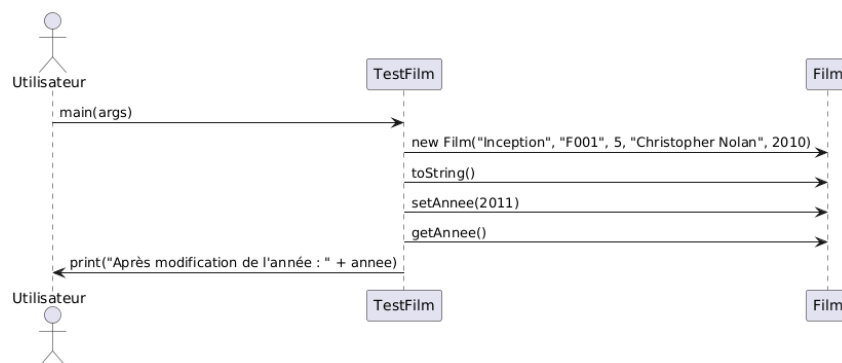 Utilisateur
TestFilm
Film
main(args)
new Film("Inception", "F001", 5, "Christopher Nolan", 2010)
toString()
setAnnee(2011)
getAnnee()
print("Après modification de l'année : " + annee)
Utilisateur
TestFilm
Film